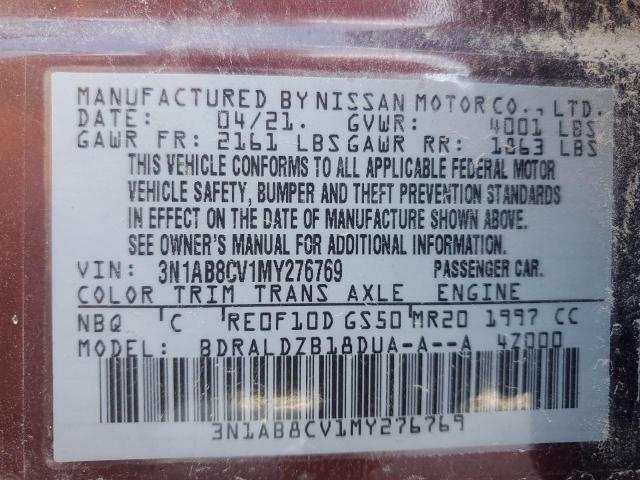 MANUFACTURED BY NISSAN MOTOR CO., LTD.
DATE: 04/21. GVWR: 4001 LBS
GAWR FR: 2161 LBS GAWR RR: 1863 LBS
THIS VEHICLE CONFORMS TO ALL APPLICABLE FEDERAL MOTOR
VEHICLE SAFETY, BUMPER AND THEFT PREVENTION STANDARDS
IN EFFECT ON THE DATE OF MANUFACTURE SHOWN ABOVE.
SEE OWNER'S MANUAL FOR ADDITIONAL INFORMATION.
VIN: 3N1AB8CV1MY276769 PASSENGER CAR.
COLOR TRIM TRANS AXLE ENGINE
NBQ C RE0F10D GS50 MR20 1997 CC
MODEL: BDRALDZB18DUA-A--A 4Z000
3N1AB8CV1MY276769